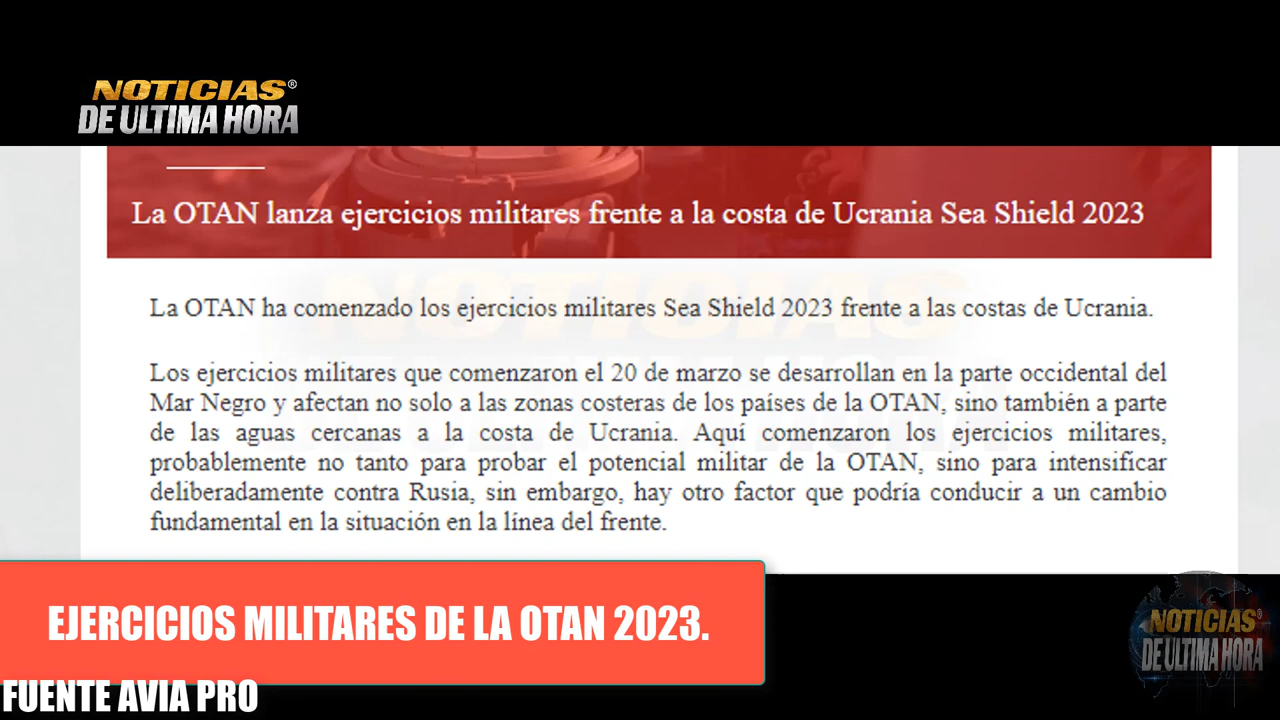 NOTICIAS®
DE ULTIMA HORA
La OTAN lanza ejercicios militares frente a la costa de Ucrania Sea Shield 2023
La OTAN ha comenzado los ejercicios militares Sea Shield 2023 frente a las costas de Ucrania.
Los ejercicios militares que comenzaron el 20 de marzo se desarrollan en la parte occidental del
Mar Negro y afectan no solo a las zonas costeras de los países de la OTAN, sino también a parte
de las aguas cercanas a la costa de Ucrania. Aquí comenzaron los ejercicios militares,
probablemente no tanto para probar el potencial militar de la OTAN, sino para intensificar
deliberadamente contra Rusia, sin embargo, hay otro factor que podría conducir a un cambio
fundamental en la situación en la línea del frente.
EJERCICIOS MILITARES DE LA OTAN 2023.
FUENTE AVIA PRO
NOTICIAS®
DE ULTIMA HORA